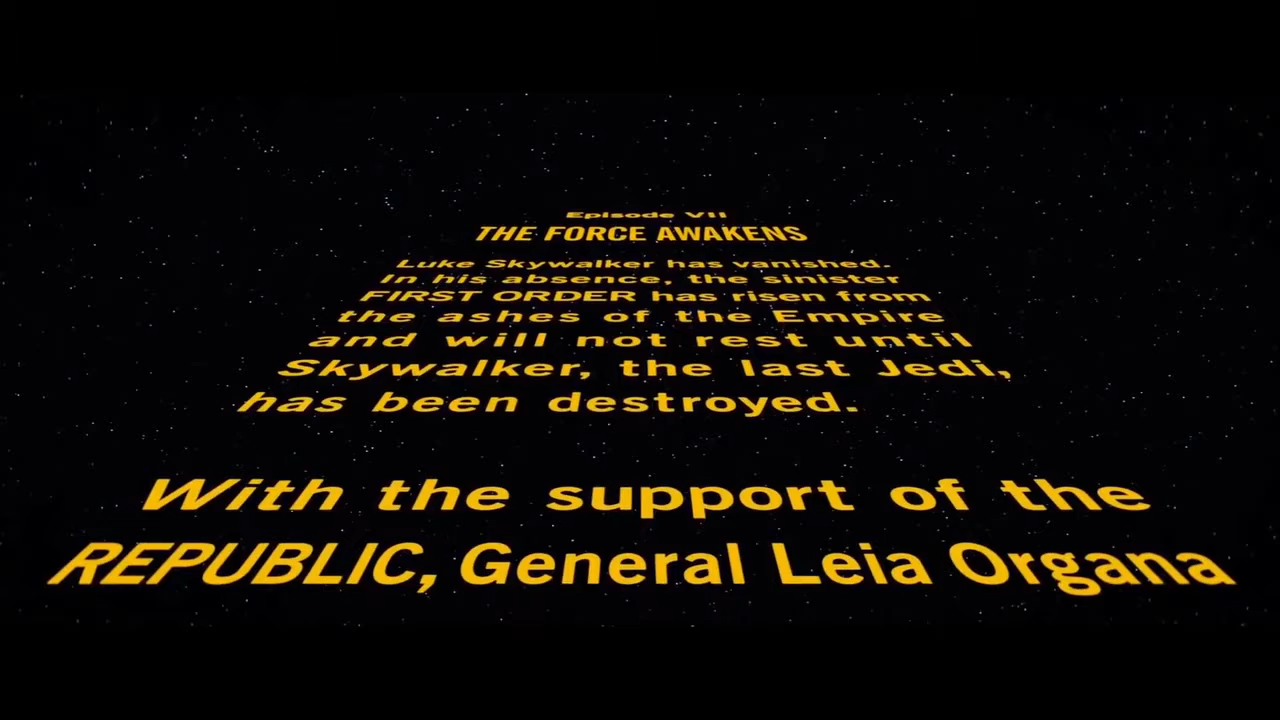 Episode VII
THE FORCE AWAKENS
Luke Skywalker has vanished.
In his absence, the sinister
FIRST ORDER has risen from
the ashes of the Empire
and will not rest until
Skywalker, the last Jedi,
has been destroyed.
With the support of the
REPUBLIC, General Leia Organa